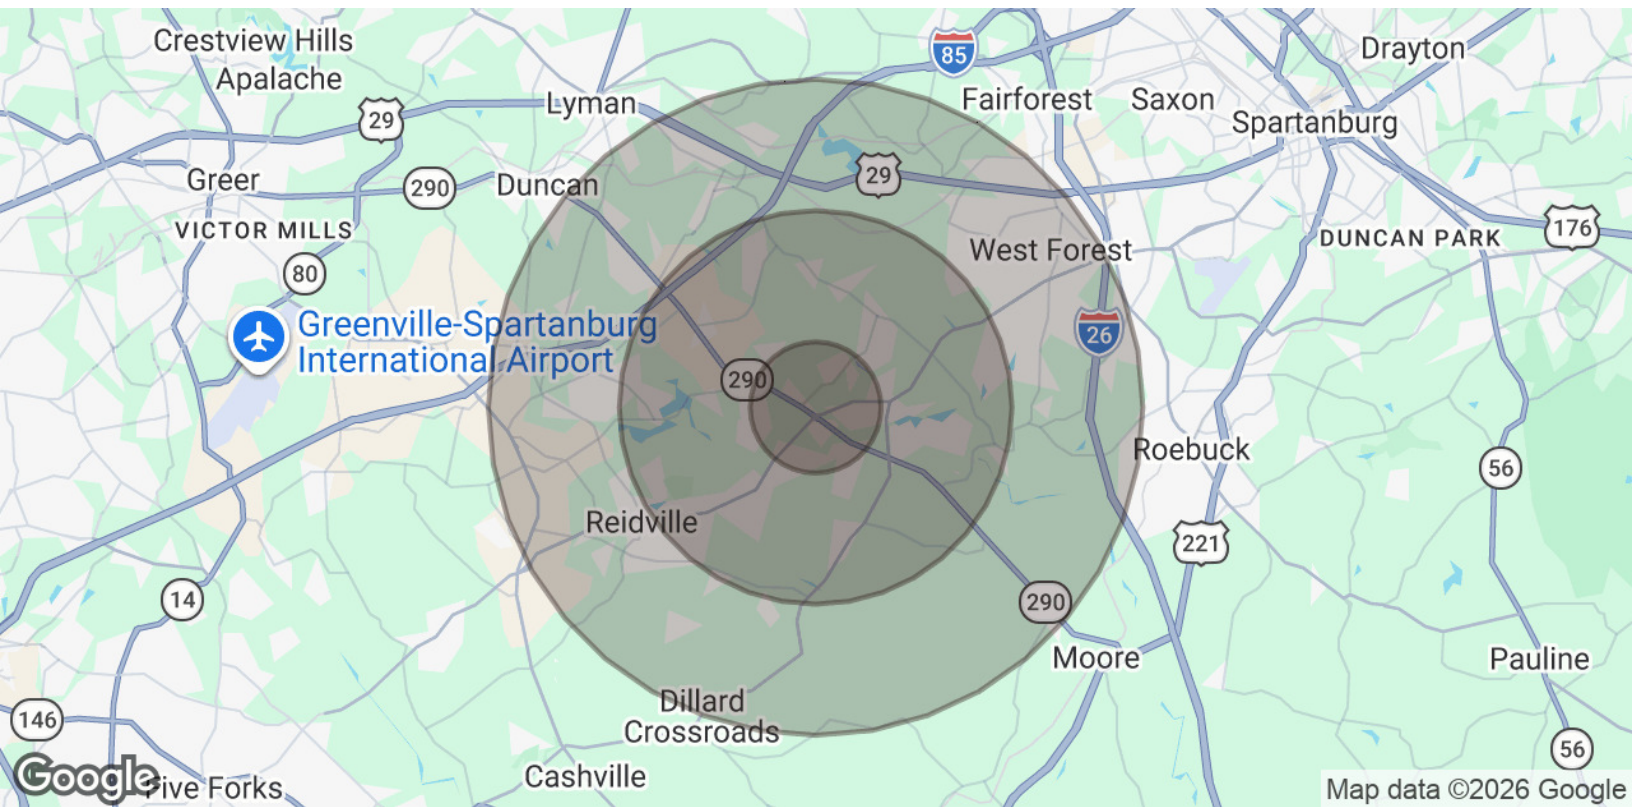 Crestview Hills
Apalache
85
Drayton
Lyman
29
Fairforest
Saxon
Spartanburg
Greer
290
Duncan
29
VICTOR MILLS
176
80
West Forest
DUNCAN PARK
Greenville-Spartanburg
International Airport
26
290
Roebuck
56
Reidville
221
14
290
Moore
Pauline
Dillard
Crossroads
146
56
Cashville
Google
Five Forks
Map data ©2026 Google